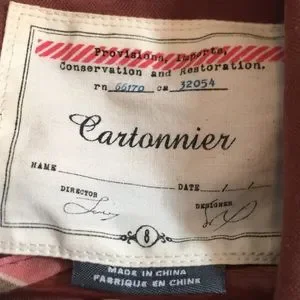 Provisions, Imports,
Conservation and Restoration.
rn 66170 ca 32054
Cartonnier
NAME DATE / /
DIRECTOR DESIGNER
8
MADE IN CHINA
FABRIQUE EN CHINE